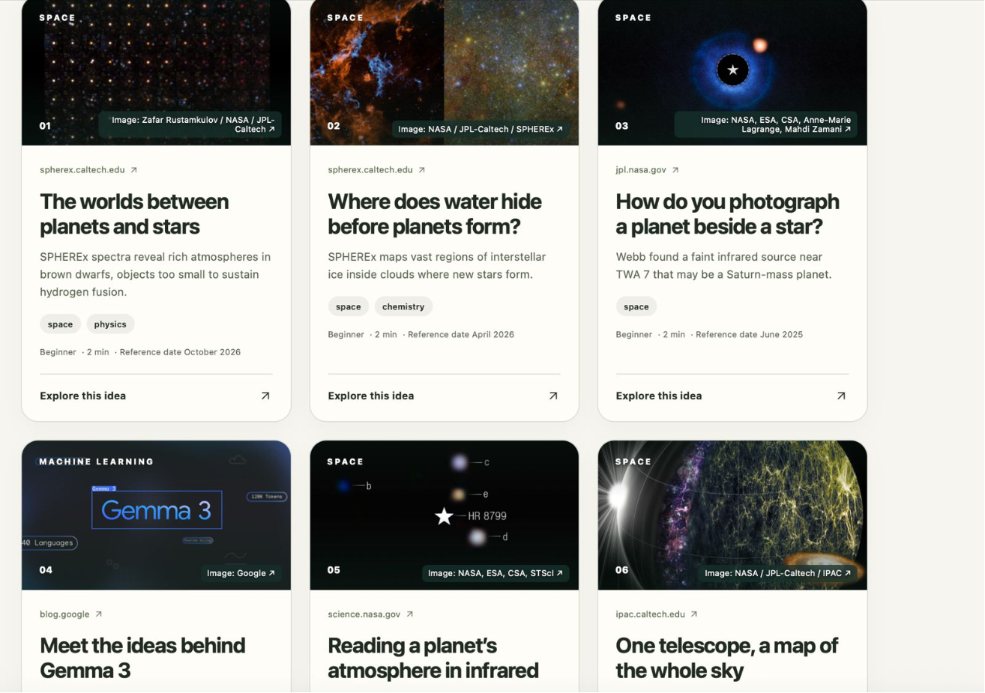 SPACE
01
Image: Zafar Rustamkulov / NASA / JPL-
Caltech ↗
spherex.caltech.edu ↗
The worlds between
planets and stars
SPHEREx spectra reveal rich atmospheres in
brown dwarfs, objects too small to sustain
hydrogen fusion.
space physics
Beginner · 2 min · Reference date October 2026
Explore this idea ↗
SPACE
02
Image: NASA / JPL-Caltech / SPHEREx ↗
spherex.caltech.edu ↗
Where does water hide
before planets form?
SPHEREx maps vast regions of interstellar
ice inside clouds where new stars form.
space chemistry
Beginner · 2 min · Reference date April 2026
Explore this idea ↗
SPACE
03
Image: NASA, ESA, CSA, Anne-Marie
Lagrange, Mahdi Zamani ↗
jpl.nasa.gov ↗
How do you photograph
a planet beside a star?
Webb found a faint infrared source near
TWA 7 that may be a Saturn-mass planet.
space
Beginner · 2 min · Reference date June 2025
Explore this idea ↗
MACHINE LEARNING
Gemma 3
Gemma 3
128K Tokens
40 Languages
04
Image: Google ↗
blog.google ↗
Meet the ideas behind
Gemma 3
SPACE
c
b
e
HR 8799
d
05
Image: NASA, ESA, CSA, STScI ↗
science.nasa.gov ↗
Reading a planet’s
atmosphere in infrared
SPACE
06
Image: NASA / JPL-Caltech / IPAC ↗
ipac.caltech.edu ↗
One telescope, a map of
the whole sky